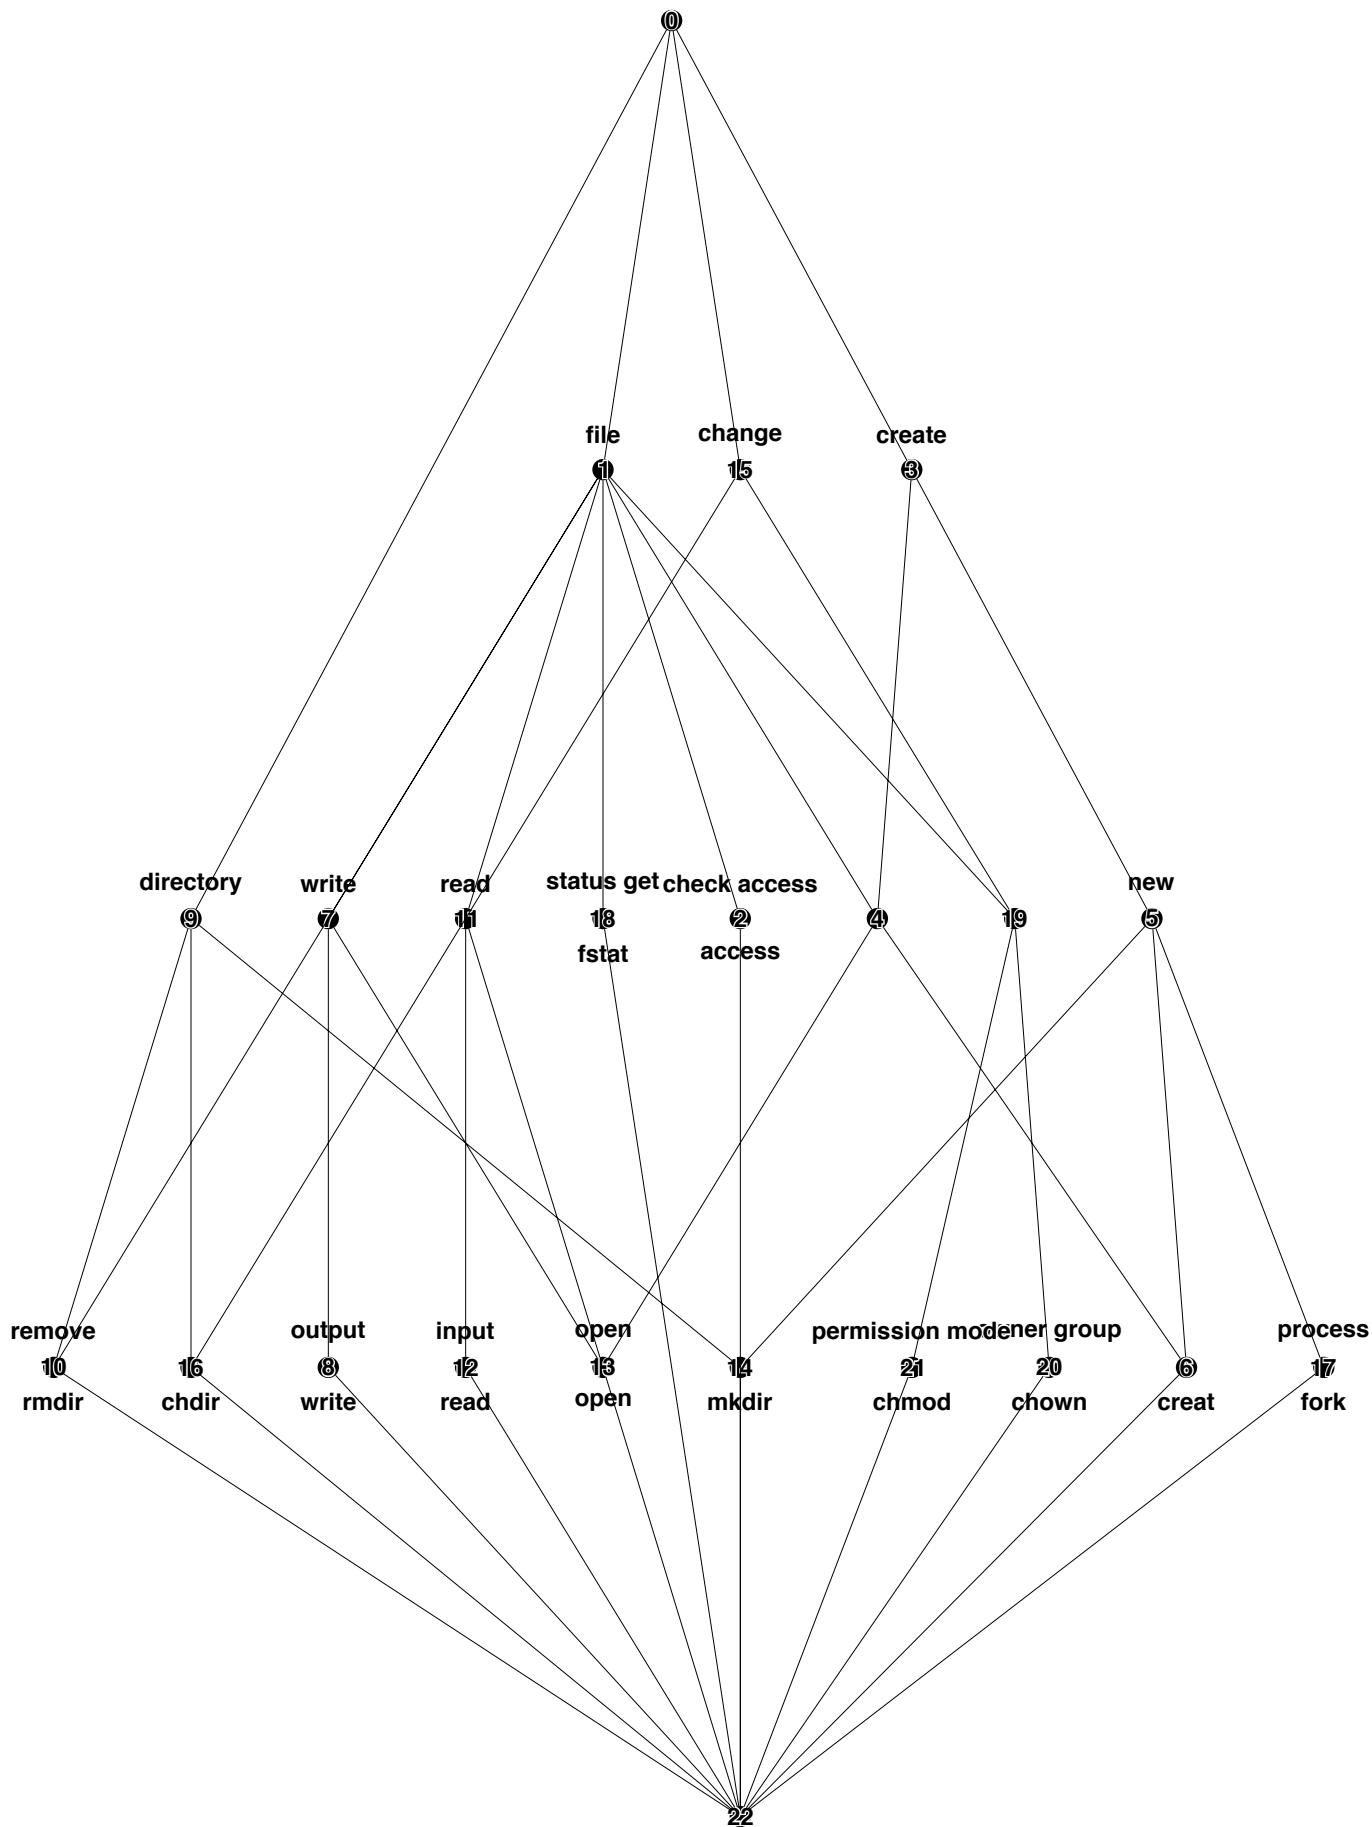 0
file change create
1 15 3
directory write read status get check access new
9 7 11 18 2 4 19 5
fstat access
remove output input open permission mode group process
10 16 8 12 13 14 21 20 6 17
rmdir chdir write read open mkdir chmod chown creat fork
22